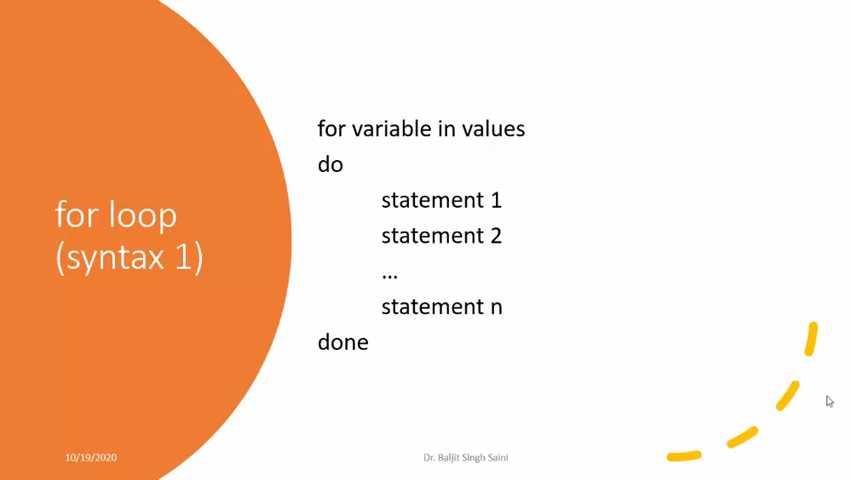 for loop
(syntax 1)
for variable in values
do
statement 1
statement 2
...
statement n
done
10/19/2020
Dr. Baljit Singh Saini